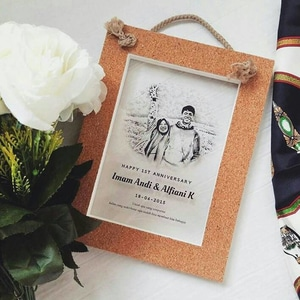 HAPPY 1ST ANNIVERSARY
Imam Andi & Alfiani K
18-04-2015